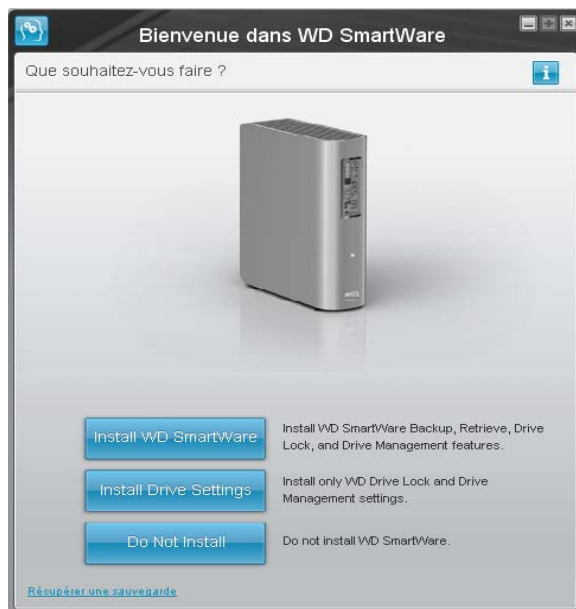 Bienvenue dans WD SmartWare
Que souhaitez-vous faire ?
i
Install WD SmartWare
Install WD SmartWare Backup, Retrieve, Drive
Lock, and Drive Management features.
Install Drive Settings
Install only WD Drive Lock and Drive
Management settings.
Do Not Install
Do not install WD SmartWare.
Récupérer une sauvegarde